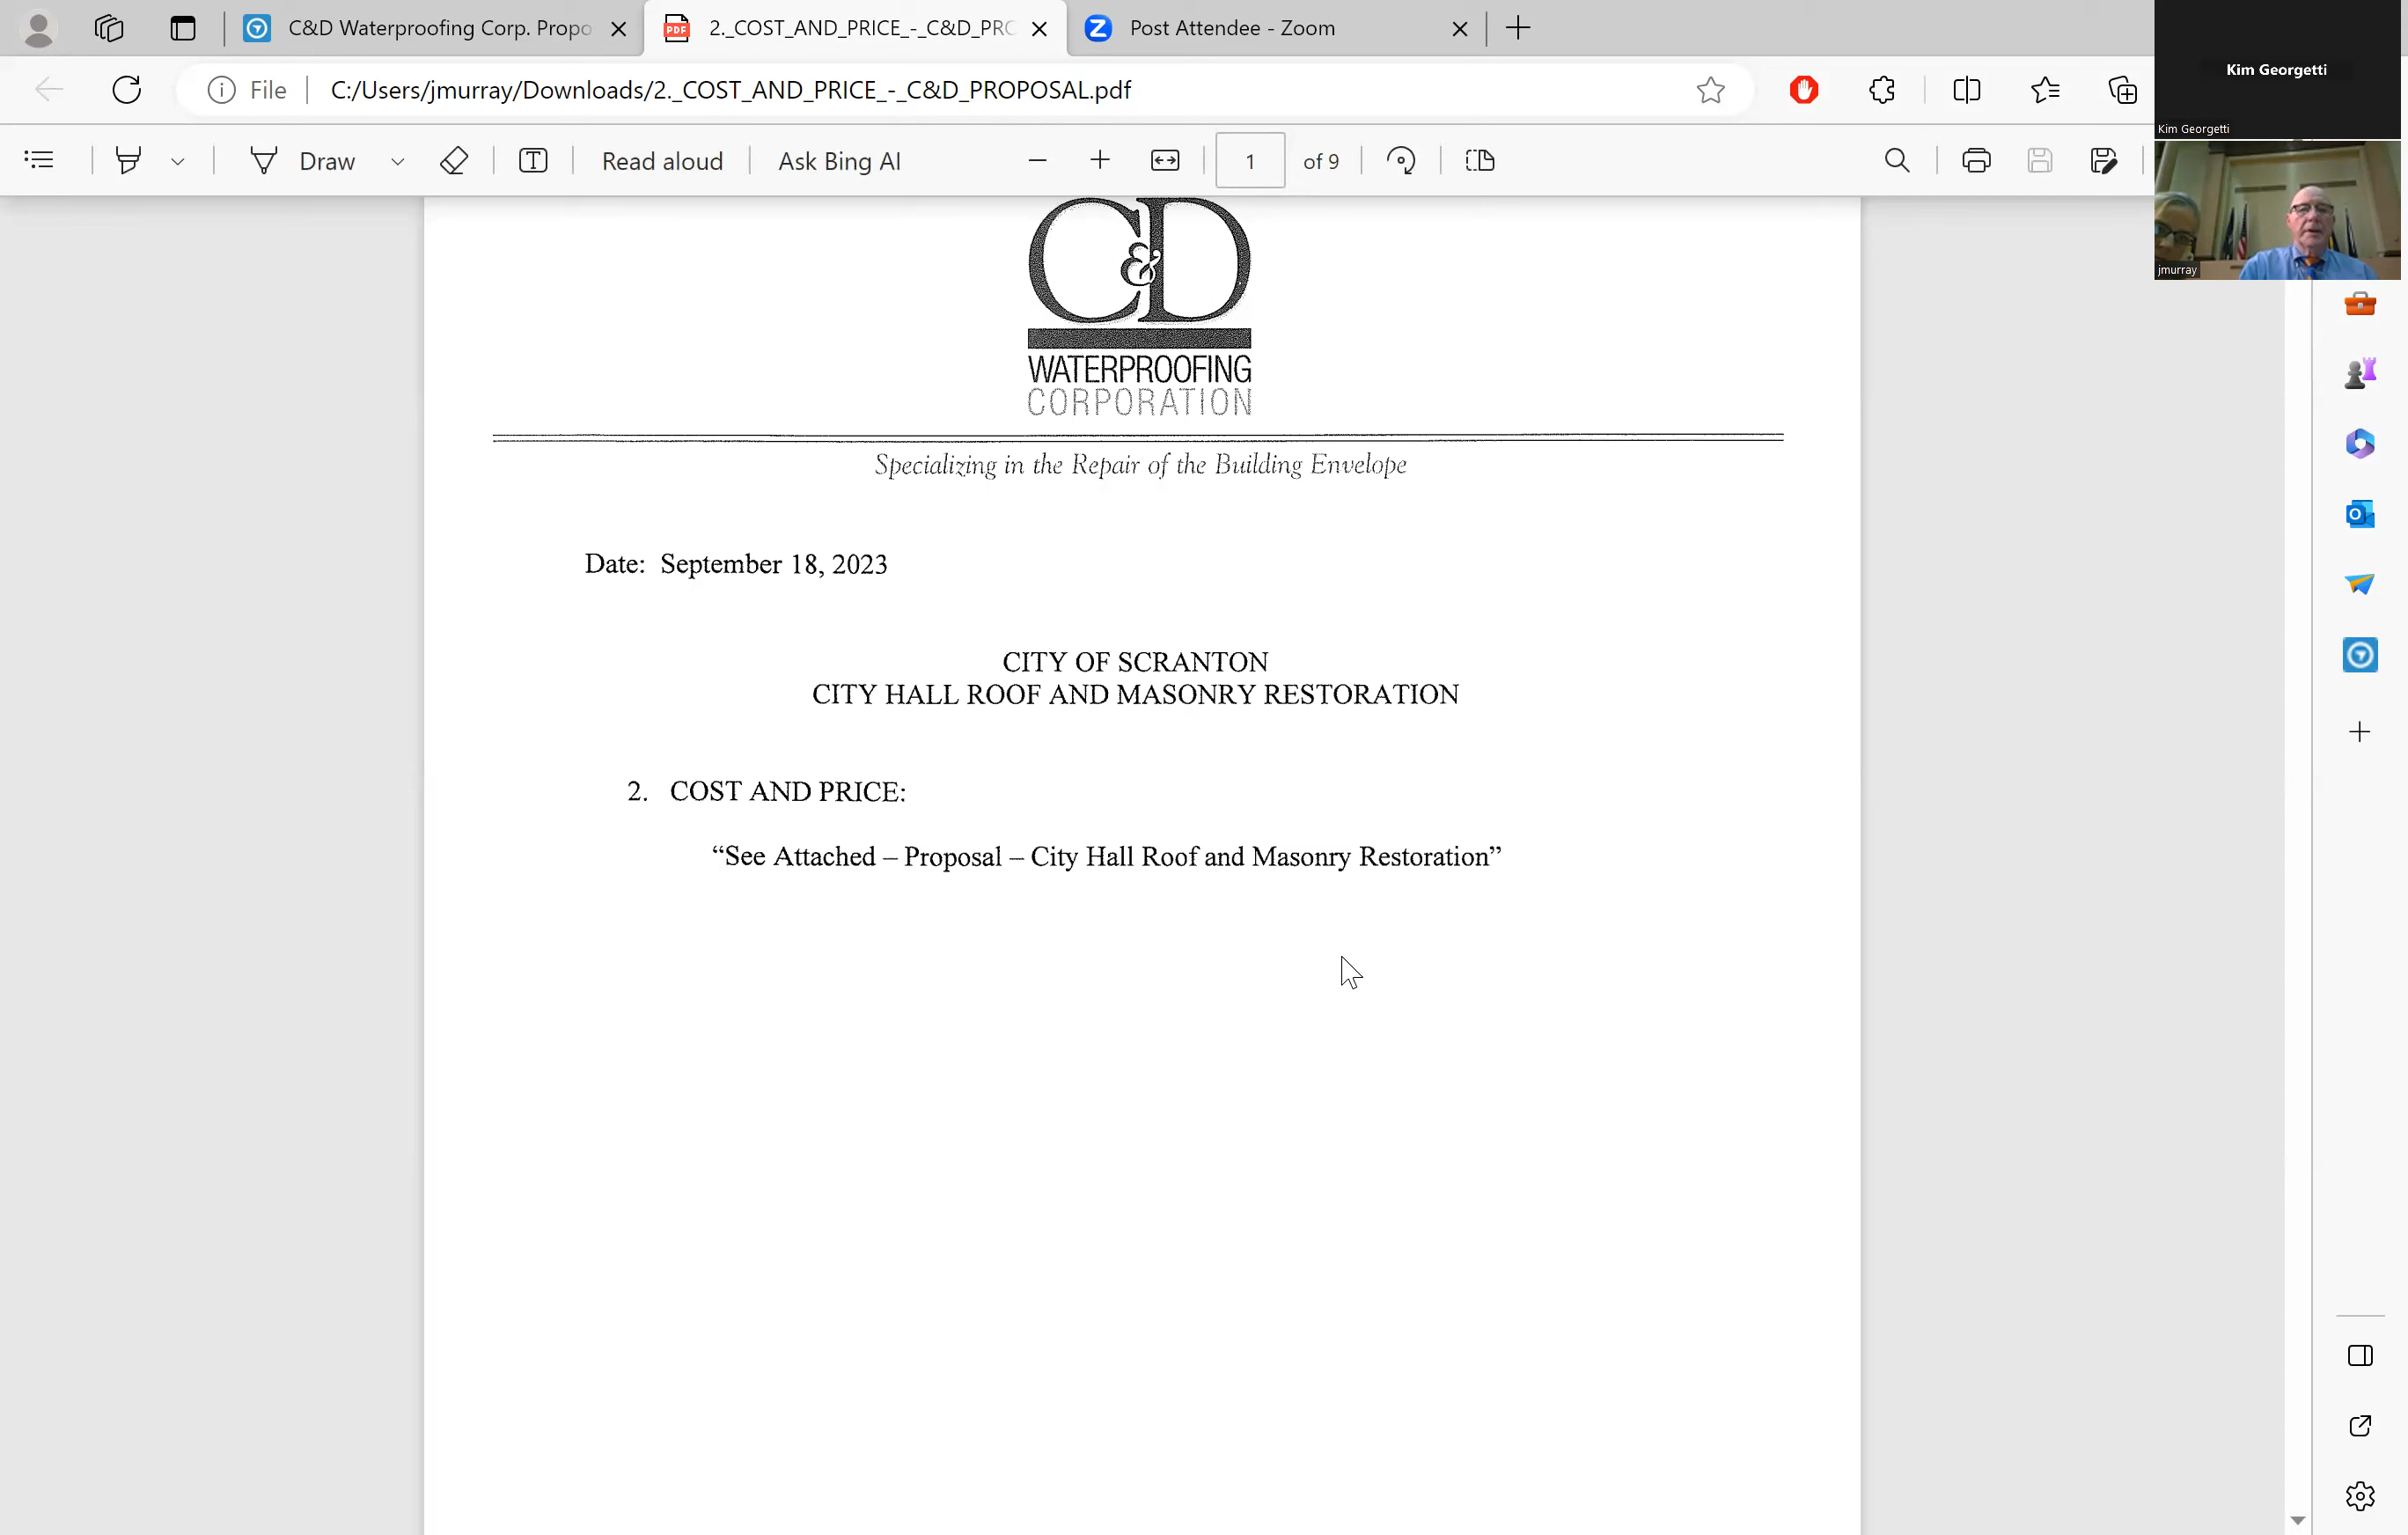 C&D Waterproofing Corp. Propo
2._COST_AND_PRICE_-_C&D_PRO
Post Attendee - Zoom
File
C:/Users/jmurray/Downloads/2._COST_AND_PRICE_-_C&D_PROPOSAL.pdf
Draw
Read aloud
Ask Bing AI
1
of 9
Kim Georgetti
Kim Georgetti
jmurray
C&D
WATERPROOFING
CORPORATION
Specializing in the Repair of the Building Envelope
Date: September 18, 2023
CITY OF SCRANTON
CITY HALL ROOF AND MASONRY RESTORATION
2. COST AND PRICE:
“See Attached – Proposal – City Hall Roof and Masonry Restoration”